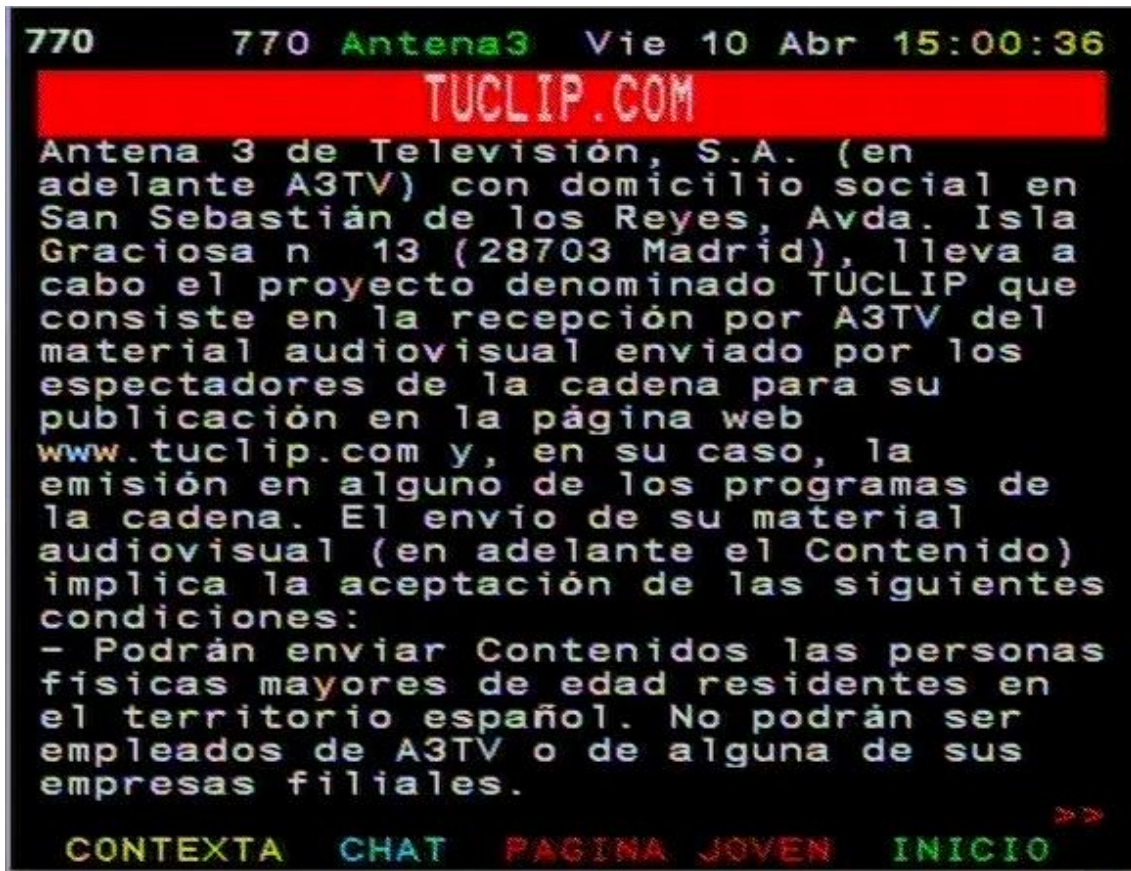 770 770 Antena3 Vie 10 Abr 15:00:36
TUCLIP.COM
Antena 3 de Televisión, S.A. (en
adelante A3TV) con domicilio social en
San Sebastián de los Reyes, Avda. Isla
Graciosa n 13 (28703 Madrid), lleva a
cabo el proyecto denominado TUCLIP que
consiste en la recepción por A3TV del
material audiovisual enviado por los
espectadores de la cadena para su
publicación en la página web
www.tuclip.com y, en su caso, la
emisión en alguno de los programas de
la cadena. El envío de su material
audiovisual (en adelante el Contenido)
implica la aceptación de las siguientes
condiciones:
- Podrán enviar Contenidos las personas
físicas mayores de edad residentes en
el territorio español. No podrán ser
empleados de A3TV o de alguna de sus
empresas filiales.
>>
CONTEXTA CHAT PAGINA JOVEN INICIO